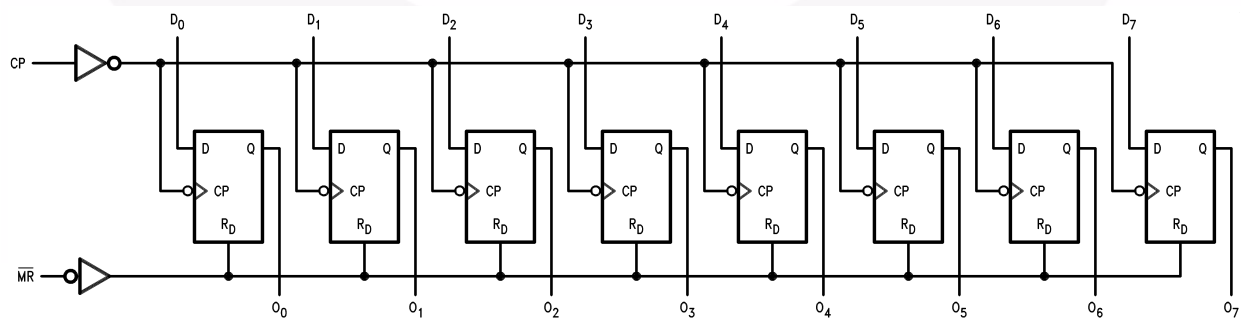 D0 D1 D2 D3 D4 D5 D6 D7
CP
D Q D Q D Q D Q D Q D Q D Q D Q
CP CP CP CP CP CP CP CP
RD RD RD RD RD RD RD RD
M̅R̅
O0 O1 O2 O3 O4 O5 O6 O7